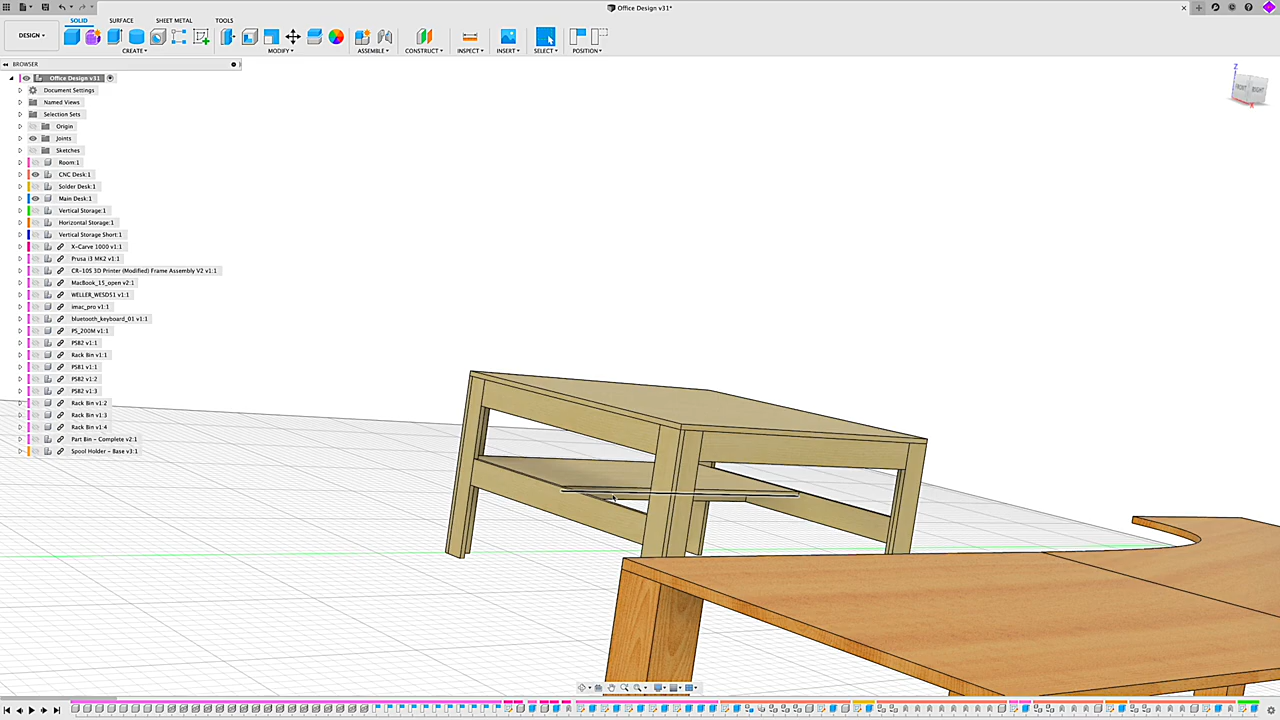 Office Design v31*
DESIGN
SOLID
SURFACE
SHEET METAL
TOOLS
CREATE
MODIFY
ASSEMBLE
CONSTRUCT
INSPECT
INSERT
SELECT
POSITION
BROWSER
Office Design v31
Document Settings
Named Views
Selection Sets
Origin
Joints
Sketches
Room:1
CNC Desk:1
Solder Desk:1
Main Desk:1
Vertical Storage:1
Horizontal Storage:1
Vertical Storage Short:1
X-Carve 1000 v1:1
Prusa i3 MK2 v1:1
CR-10S 3D Printer (Modified) Frame Assembly V2 v1:1
MacBook_15_open v2:1
WELLER_WESD51 v1:1
imac_pro v1:1
bluetooth_keyboard_01 v1:1
PS_200M v1:1
PSB2 v1:1
Rack Bin v1:1
PSB1 v1:1
PSB2 v1:2
PSB2 v1:3
Rack Bin v1:2
Rack Bin v1:3
Rack Bin v1:4
Part Bin - Complete v2:1
Spool Holder - Base v3:1
Z
FRONT
RIGHT
X